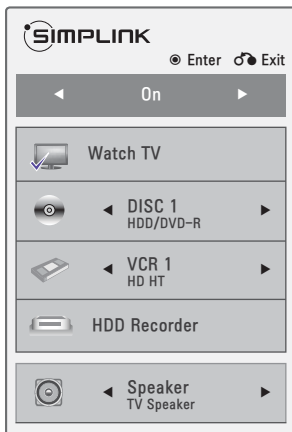 SIMPLINK
Enter Exit
On
Watch TV
DISC 1
HDD/DVD-R
VCR 1
HD HT
HDD Recorder
Speaker
TV Speaker